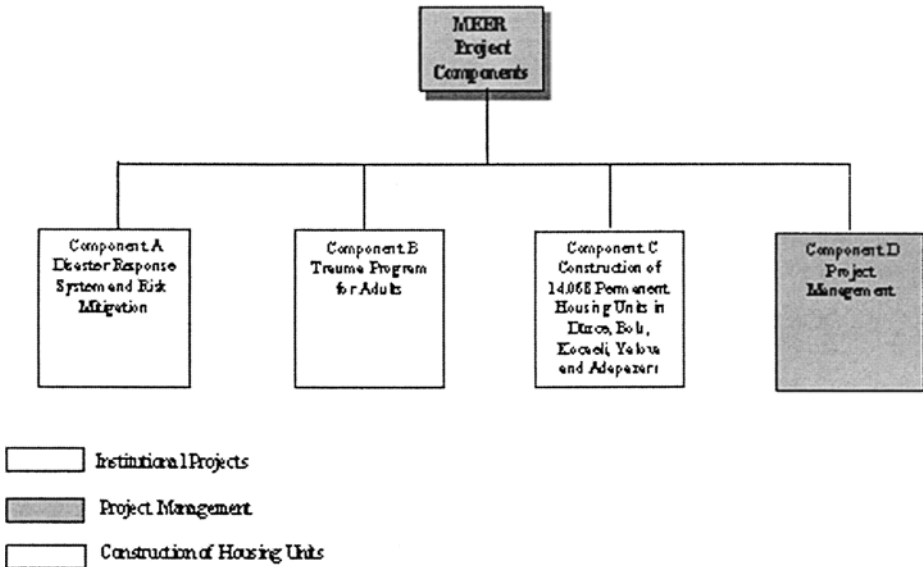 MEER
Project
Components
Component A
Disaster Response
System and Risk
Mitigation
Component B
Trauma Program
for Adults
Component C
Construction of
14.068 Permanent
Housing Units in
Düzce, Bolu,
Kocaeli, Yalova
and Adapazarı
Component D
Project
Management
Institutional Projects
Project Management
Construction of Housing Units